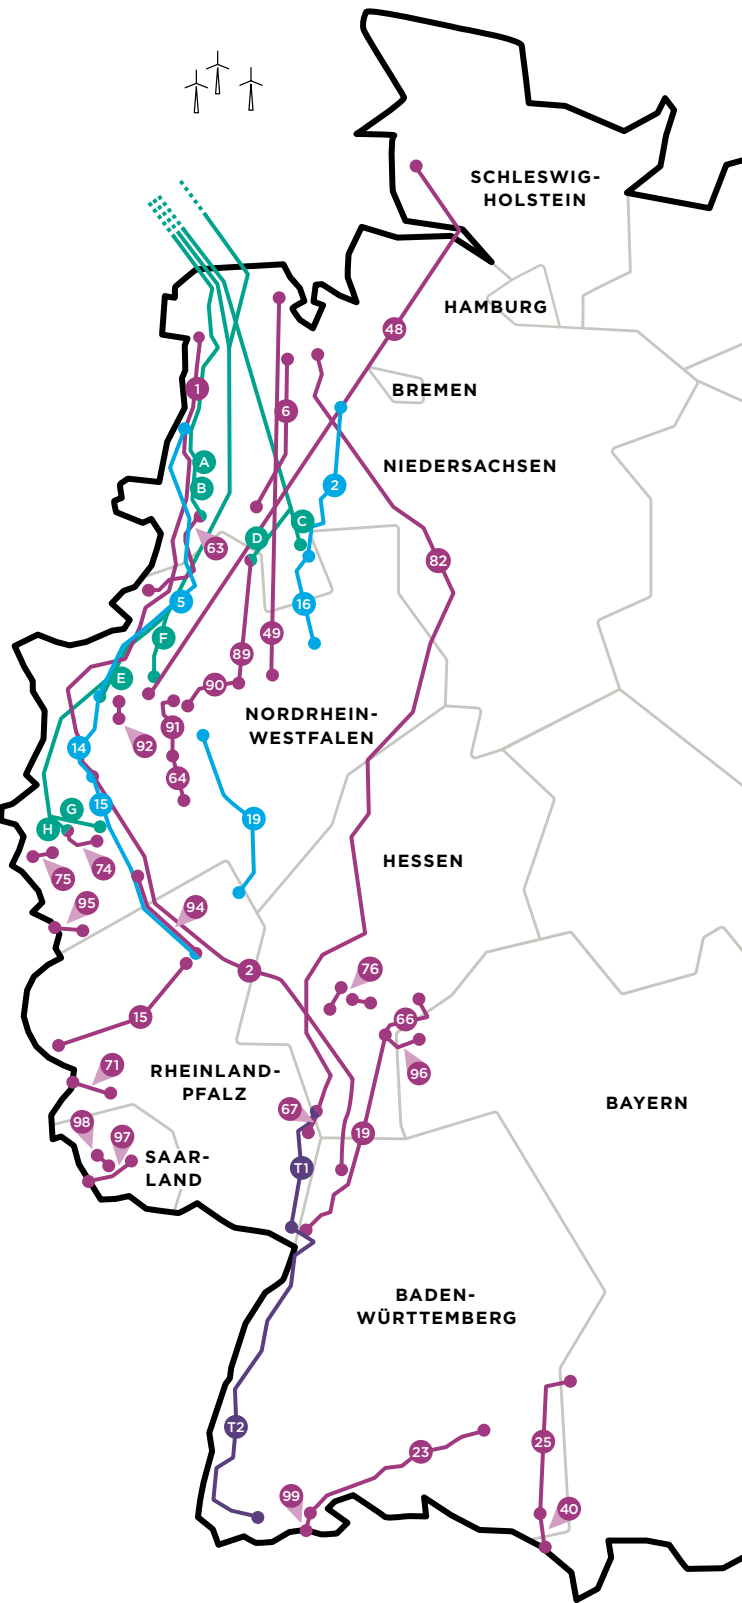 SCHLESWIG-
HOLSTEIN
HAMBURG
48
BREMEN
1
6
NIEDERSACHSEN
A
B
2
C
D
63
82
5
16
F
49
89
E
90
NORDRHEIN-
WESTFALEN
91
92
14
64
15
G
H
19
74
75
HESSEN
95
94
2
76
15
66
71
RHEINLAND-
PFALZ
96
BAYERN
67
98
97
19
SAAR-
LAND
T1
BADEN-
WÜRTTEMBERG
T2
23
25
99
40